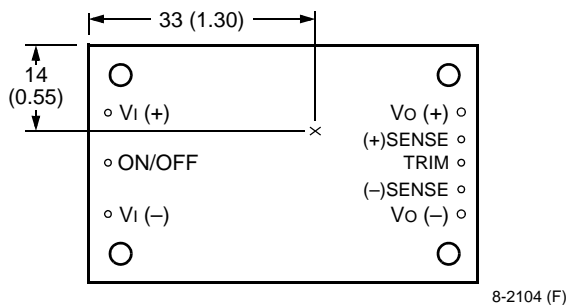 33 (1.30)
14
(0.55)
VI (+)
VO (+)
(+)SENSE
X
ON/OFF
TRIM
(–)SENSE
VI (–)
VO (–)
8-2104 (F)